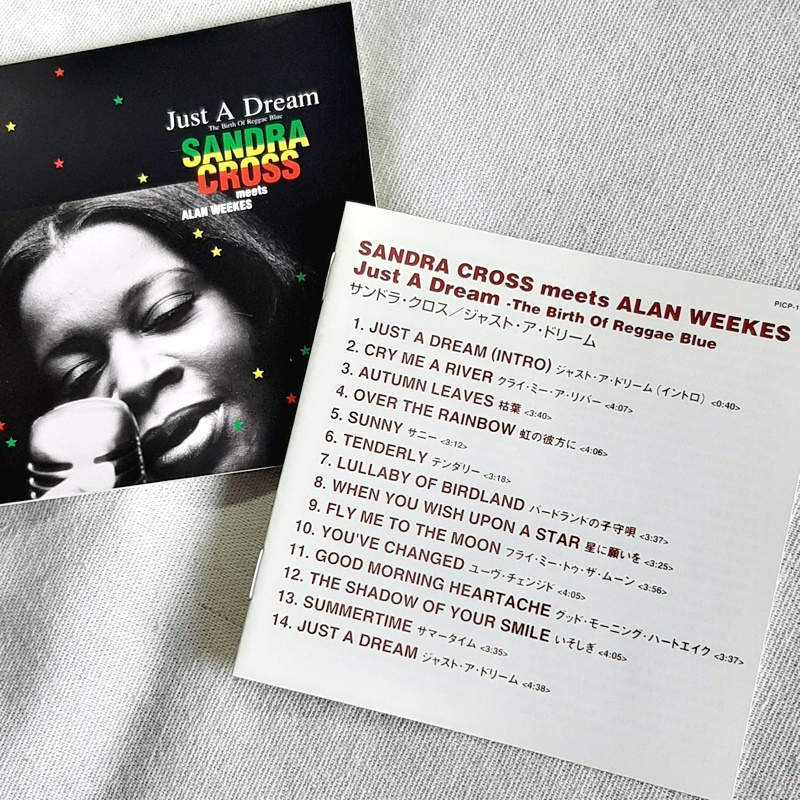 Just A Dream
The Birth Of Reggae Blue
SANDRA
CROSS
meets
ALAN WEEKES
PICP-1
SANDRA CROSS meets ALAN WEEKES
Just A Dream -The Birth Of Reggae Blue
サンドラ・クロス/ジャスト・ア・ドリーム
1. JUST A DREAM (INTRO) ジャスト・ア・ドリーム(イントロ) <0:40>
2. CRY ME A RIVER クライ・ミー・ア・リバー <4:07>
3. AUTUMN LEAVES 枯葉 <3:40>
4. OVER THE RAINBOW 虹の彼方に <4:06>
5. SUNNY サニー <3:12>
6. TENDERLY テンダリー <3:18>
7. LULLABY OF BIRDLAND バードランドの子守唄 <3:37>
8. WHEN YOU WISH UPON A STAR 星に願いを <3:25>
9. FLY ME TO THE MOON フライ・ミー・トゥ・ザ・ムーン <3:56>
10. YOU'VE CHANGED ユーヴ・チェンジド <4:05>
11. GOOD MORNING HEARTACHE グッド・モーニング・ハートエイク <3:37>
12. THE SHADOW OF YOUR SMILE いそしぎ <4:05>
13. SUMMERTIME サマータイム <3:35>
14. JUST A DREAM ジャスト・ア・ドリーム <4:38>